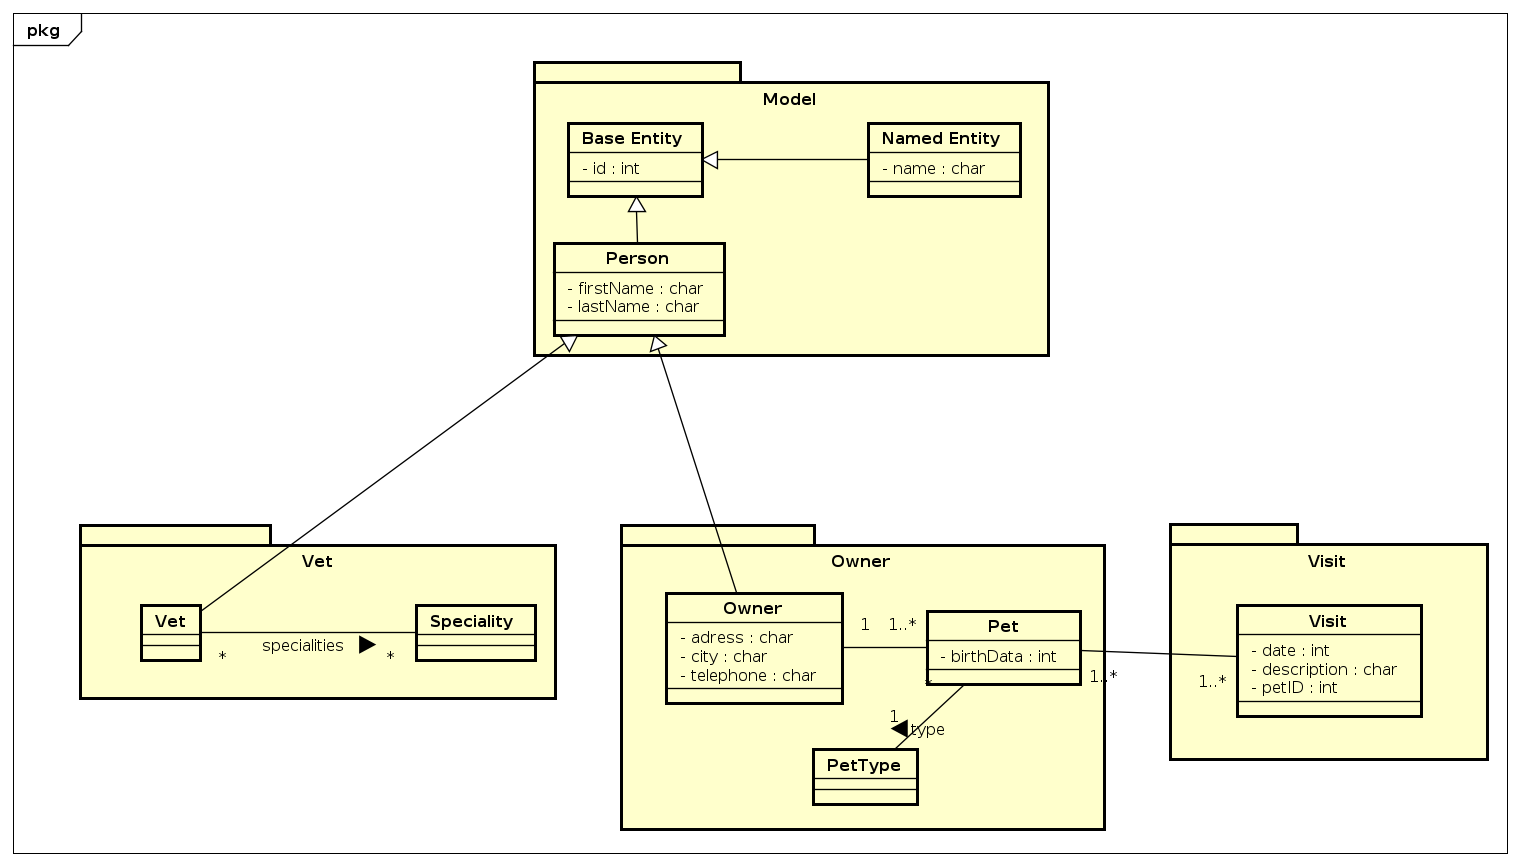 pkg
Model
Base Entity
- id : int
Named Entity
- name : char
Person
- firstName : char
- lastName : char
Vet
Vet
Speciality
specialities
*
*
Owner
Owner
- adress : char
- city : char
- telephone : char
1
1..*
Pet
- birthData : int
*
1
type
PetType
1..*
1..*
Visit
Visit
- date : int
- description : char
- petID : int